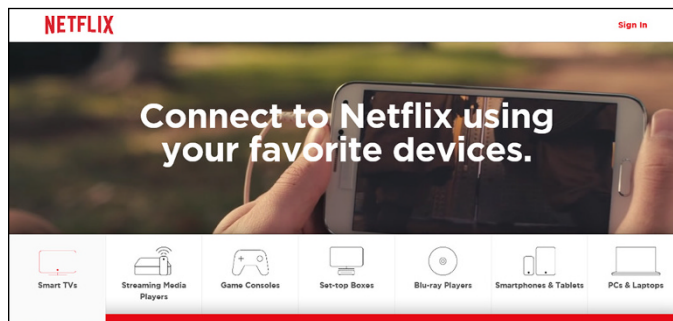 NETFLIX
Sign In
Connect to Netflix using
your favorite devices.
Smart TVs
Streaming Media
Players
Game Consoles
Set-top Boxes
Blu-ray Players
Smartphones & Tablets
PCs & Laptops